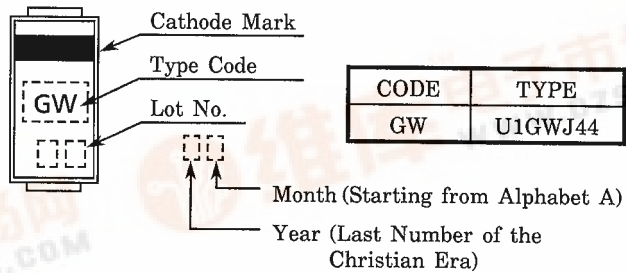 Cathode Mark
Type Code
GW
Lot No.
CODE TYPE
GW U1GWJ44
Month (Starting from Alphabet A)
Year (Last Number of the
Christian Era)